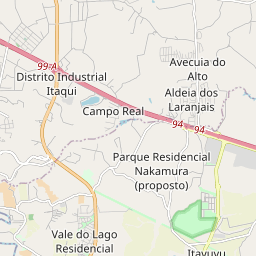 99-A
Avecuia do
Alto
Distrito Industrial
Itaqui
Aldeia dos
Laranjais
Campo Real
94
94
Parque Residencial
Nakamura
(proposto)
Vale do Lago
Residencial
Itavuvu